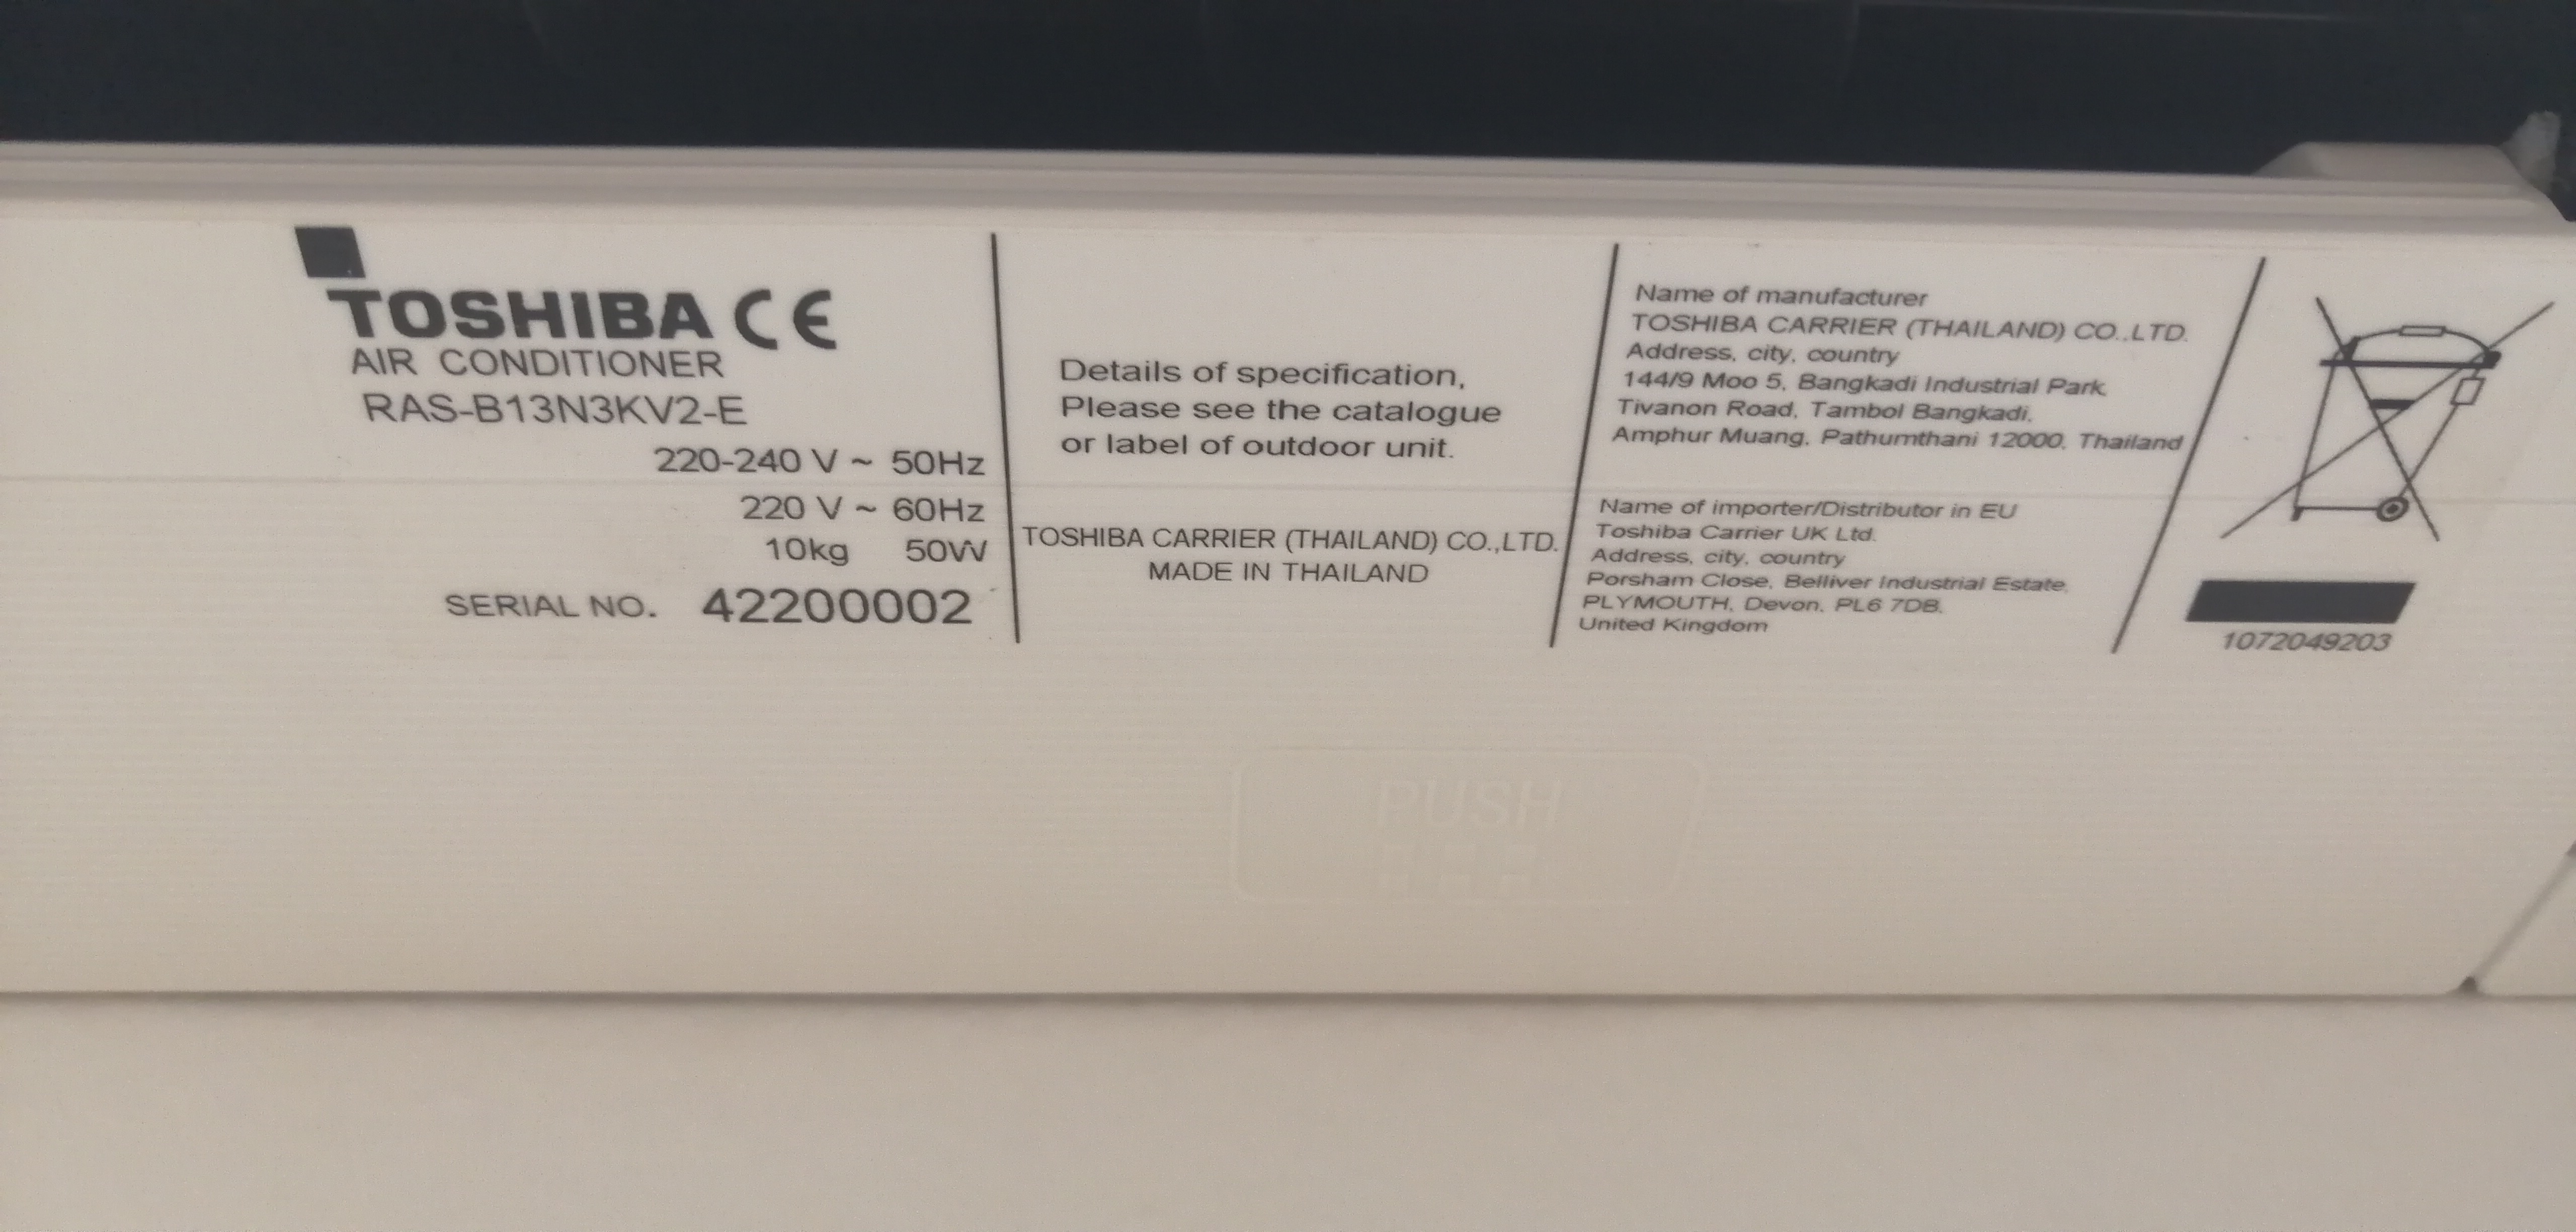 TOSHIBA CE
AIR CONDITIONER
RAS-B13N3KV2-E
220-240 V ~ 50Hz
220 V ~ 60Hz
10kg 50W
SERIAL NO. 42200002
Details of specification,
Please see the catalogue
or label of outdoor unit.
TOSHIBA CARRIER (THAILAND) CO.,LTD.
MADE IN THAILAND
Name of manufacturer
TOSHIBA CARRIER (THAILAND) CO.,LTD.
Address, city, country
144/9 Moo 5, Bangkadi Industrial Park,
Tivanon Road, Tambol Bangkadi,
Amphur Muang, Pathumthani 12000, Thailand
Name of importer/Distributor in EU
Toshiba Carrier UK Ltd.
Address, city, country
Porsham Close, Belliver Industrial Estate,
PLYMOUTH, Devon, PL6 7DB.
United Kingdom
1072049203
PUSH